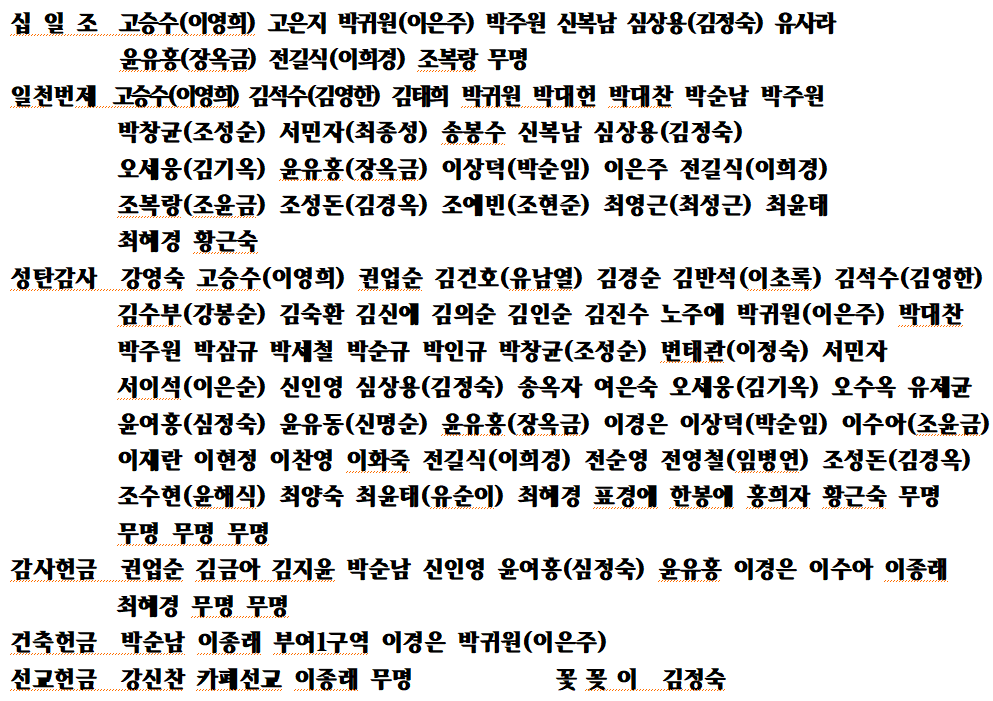 십 일 조 고승수(이영희) 고은지 박귀원(이은주) 박주원 신복남 심상용(김정숙) 유사라
윤유흥(장옥금) 전길식(이희경) 조복랑 무명
일천번제 고승수(이영희) 김석수(김영한) 김태희 박귀원 박대헌 박대찬 박순남 박주원
박창균(조성순) 서민자(최종성) 송봉수 신복남 심상용(김정숙)
오세웅(김기옥) 윤유흥(장옥금) 이상덕(박순임) 이은주 전길식(이희경)
조복랑(조윤금) 조성돈(김경옥) 조예빈(조현준) 최영근(최성근) 최윤태
최혜경 황근숙
성탄감사 강영숙 고승수(이영희) 권업순 김건호(유남열) 김경순 김반석(이초록) 김석수(김영한)
김수부(강봉순) 김숙환 김신애 김의순 김인순 김진수 노주애 박귀원(이은주) 박대찬
박주원 박삼규 박세철 박순규 박인규 박창균(조성순) 변태관(이정숙) 서민자
서이석(이은순) 신인영 심상용(김정숙) 송옥자 여은숙 오세웅(김기옥) 오수옥 유제균
윤여흥(심정숙) 윤유동(신명순) 윤유흥(장옥금) 이경은 이상덕(박순임) 이수아(조윤금)
이재란 이현정 이찬영 이화죽 전길식(이희경) 전순영 전영철(임병연) 조성돈(김경옥)
조수현(윤해식) 최양숙 최윤태(유순이) 최혜경 표경애 한봉애 홍희자 황근숙 무명
무명 무명 무명
감사헌금 권업순 김금아 김지윤 박순남 신인영 윤여흥(심정숙) 윤유흥 이경은 이수아 이종래
최혜경 무명 무명
건축헌금 박순남 이종래 부여1구역 이경은 박귀원(이은주)
선교헌금 강신찬 카페선교 이종래 무명 꽃 꽂 이 김정숙